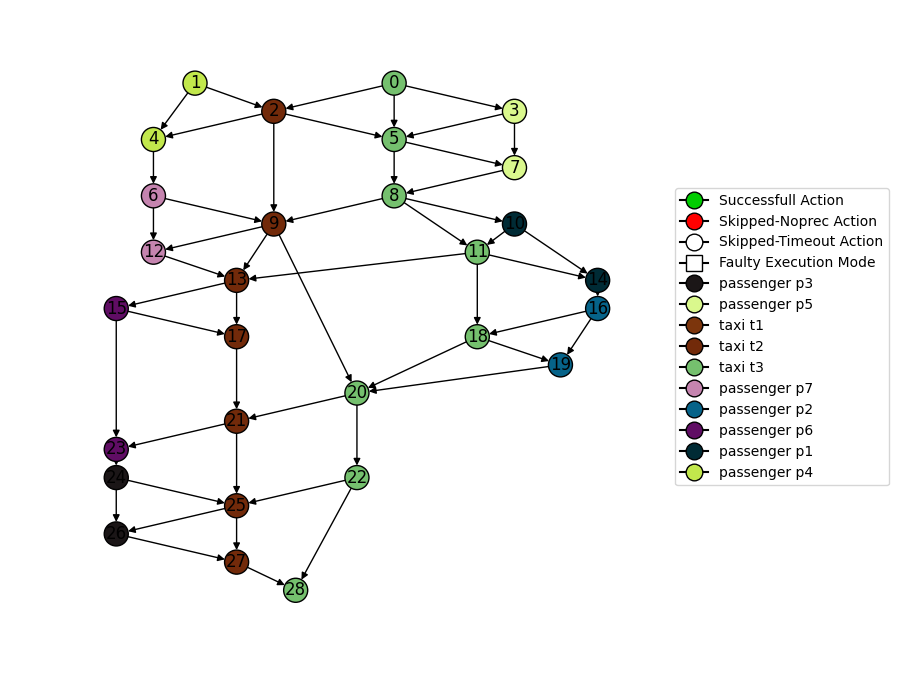 1
0
2
3
4
5
7
6
8
9
10
12
11
13
14
15
16
17
18
19
20
21
23
24
22
25
26
27
28
Successfull Action
Skipped-Noprec Action
Skipped-Timeout Action
Faulty Execution Mode
passenger p3
passenger p5
taxi t1
taxi t2
taxi t3
passenger p7
passenger p2
passenger p6
passenger p1
passenger p4